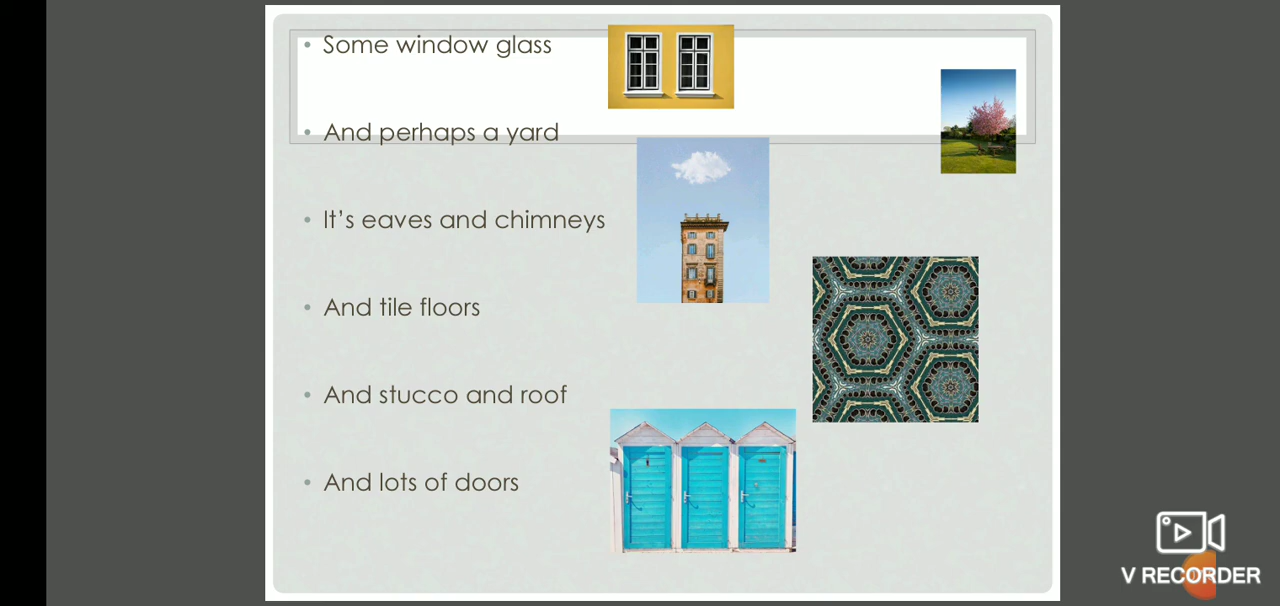 Some window glass
And perhaps a yard
It’s eaves and chimneys
And tile floors
And stucco and roof
And lots of doors
V RECORDER